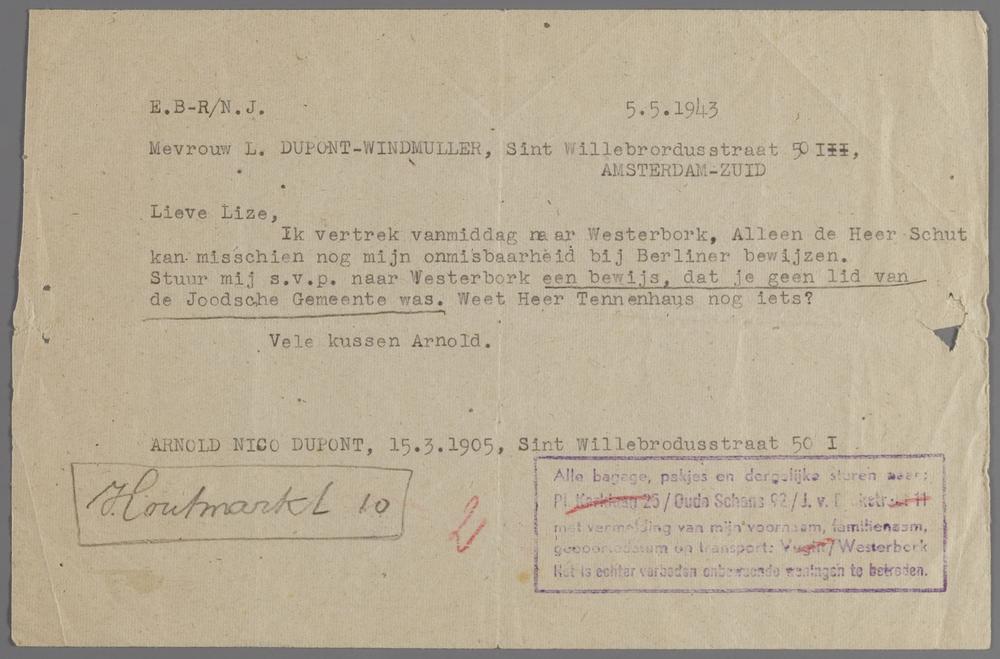 E.B-R/N.J. 5.5.1943
Mevrouw L. DUPONT-WINDMULLER, Sint Willebrordusstraat 50 III,
AMSTERDAM-ZUID
Lieve Lize,
Ik vertrek vanmiddag naar Westerbork, Alleen de Heer Schut
kan misschien nog mijn onmisbaarheid bij Berliner bewijzen.
Stuur mij s.v.p. naar Westerbork een bewijs, dat je geen lid van
de Joodsche Gemeente was. Weet Heer Tennenhaus nog iets?
Vele kussen Arnold.
ARNOLD NICO DUPONT, 15.3.1905, Sint Willebrodusstraat 50 I
J. Houtmarkt 10
2
Alle bagage, pakjes en dergelijke sturen naar:
Pl. Kerklaan 25 / Oude Schans 92 / J. v.
met vermelding van mijn voornaam, familienaam,
geboortedatum op transport: Vught/Westerbork
Het is echter verboden onbewoonde woningen te betreden.